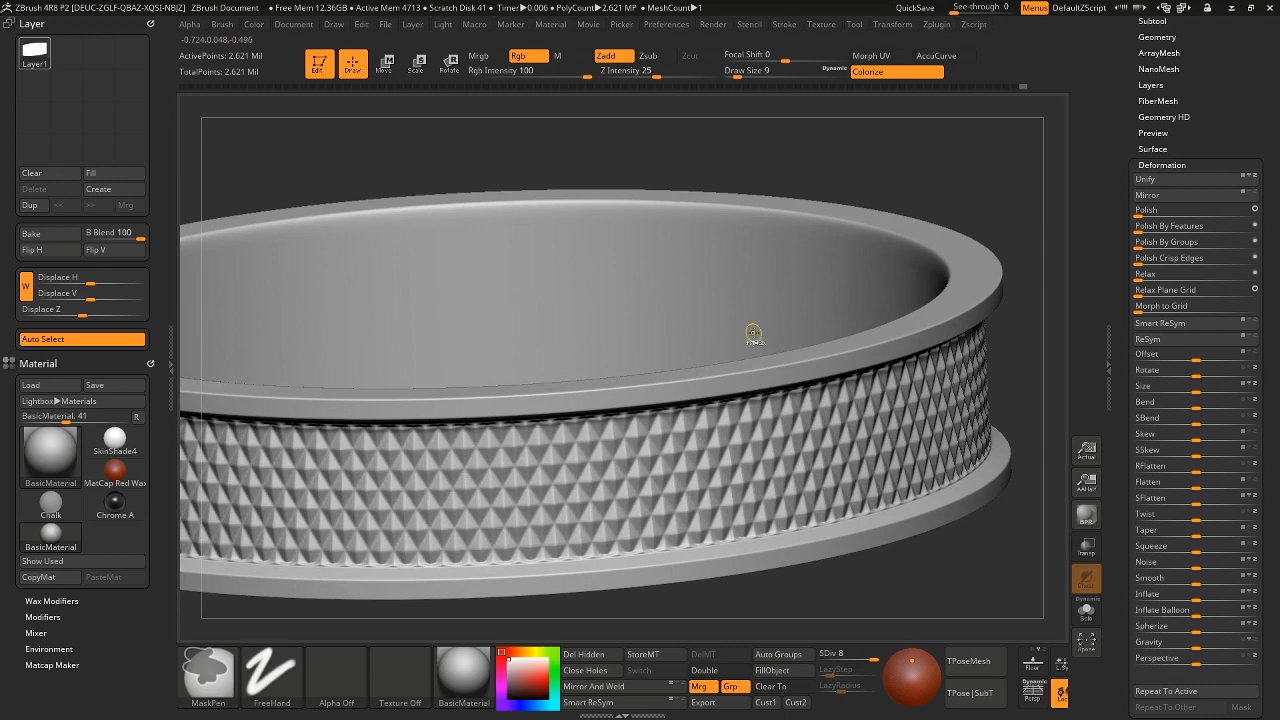 ZBrush 4R8 P2 [DEUC-ZGLF-QBAZ-XQSI-NBJZ] ZBrush Document • Free Mem 12.36GB • Active Mem 4713 • Scratch Disk 41 • Timer▶0.006 • PolyCount▶2.621 MP • MeshCount▶1 QuickSave See-through 0 Menus DefaultZScript
Layer
Alpha Brush Color Document Draw Edit File Layer Light Macro Marker Material Movie Picker Preferences Render Stencil Stroke Texture Tool Transform Zplugin Zscript
-0.724,0.048,-0.496
ActivePoints: 2.621 Mil
TotalPoints: 2.621 Mil
Edit Draw Move Scale Rotate
Mrgb Rgb M
Rgb Intensity 100
Zadd Zsub Zcut
Z Intensity 25
Focal Shift 0
Draw Size 9
Dynamic
Morph UV AccuCurve
Colorize
Layer1
Clear Fill
Delete Create
Dup << >> Mrg
Bake B Blend 100
Flip H Flip V
W
Displace H
Displace V
Displace Z
Auto Select
Material
Load Save
Lightbox▶Materials
BasicMaterial. 41 R
BasicMaterial
SkinShade4
MatCap Red Wax
Chalk Chrome A
BasicMaterial
Show Used
CopyMat PasteMat
Wax Modifiers
Modifiers
Mixer
Environment
Matcap Maker
Subtool
Geometry
ArrayMesh
NanoMesh
Layers
FiberMesh
Geometry HD
Preview
Surface
Deformation
Unify
Mirror
Polish
Polish By Features
Polish By Groups
Polish Crisp Edges
Relax
Relax Plane Grid
Morph to Grid
Smart ReSym
ReSym
Offset
Rotate
Size
Bend
SBend
Skew
SSkew
RFlatten
Flatten
SFlatten
Twist
Taper
Squeeze
Noise
Smooth
Inflate
Inflate Balloon
Spherize
Gravity
Perspective
Repeat To Active
Repeat To Other Mask
Actual
AAHalf
BPR
Transp
Ghost
Dynamic
Solo
Xpose
MaskPen FreeHand Alpha Off Texture Off BasicMaterial
Del Hidden StoreMT DelMT Auto Groups
Close Holes Switch Double FillObject
Mirror And Weld Mrg Grp Clear To
Smart ReSym Export Cust1 Cust2
SDiv 8
LazyStep
LazyRadius
TPoseMesh
TPose|SubT
Floor
Dynamic
Persp